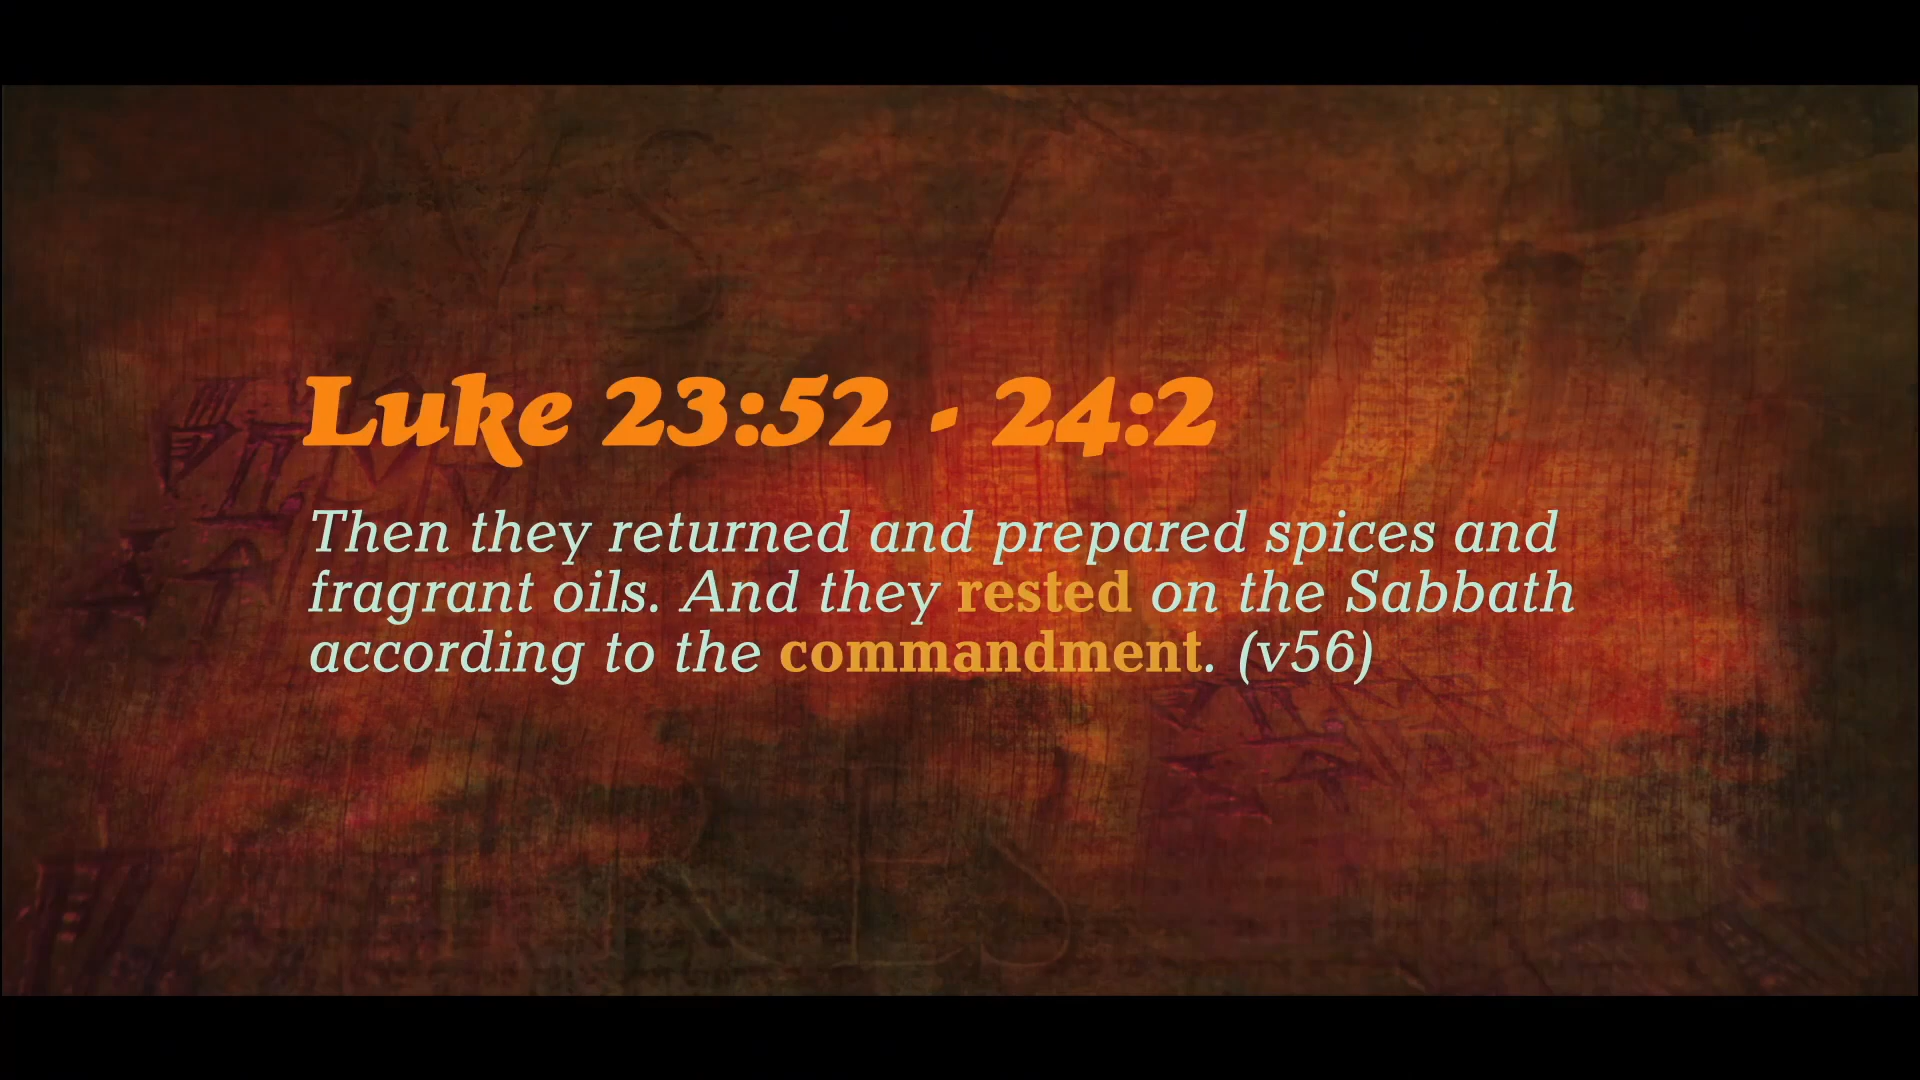 Luke 23:52 - 24:2
Then they returned and prepared spices and
fragrant oils. And they rested on the Sabbath
according to the commandment. (v56)